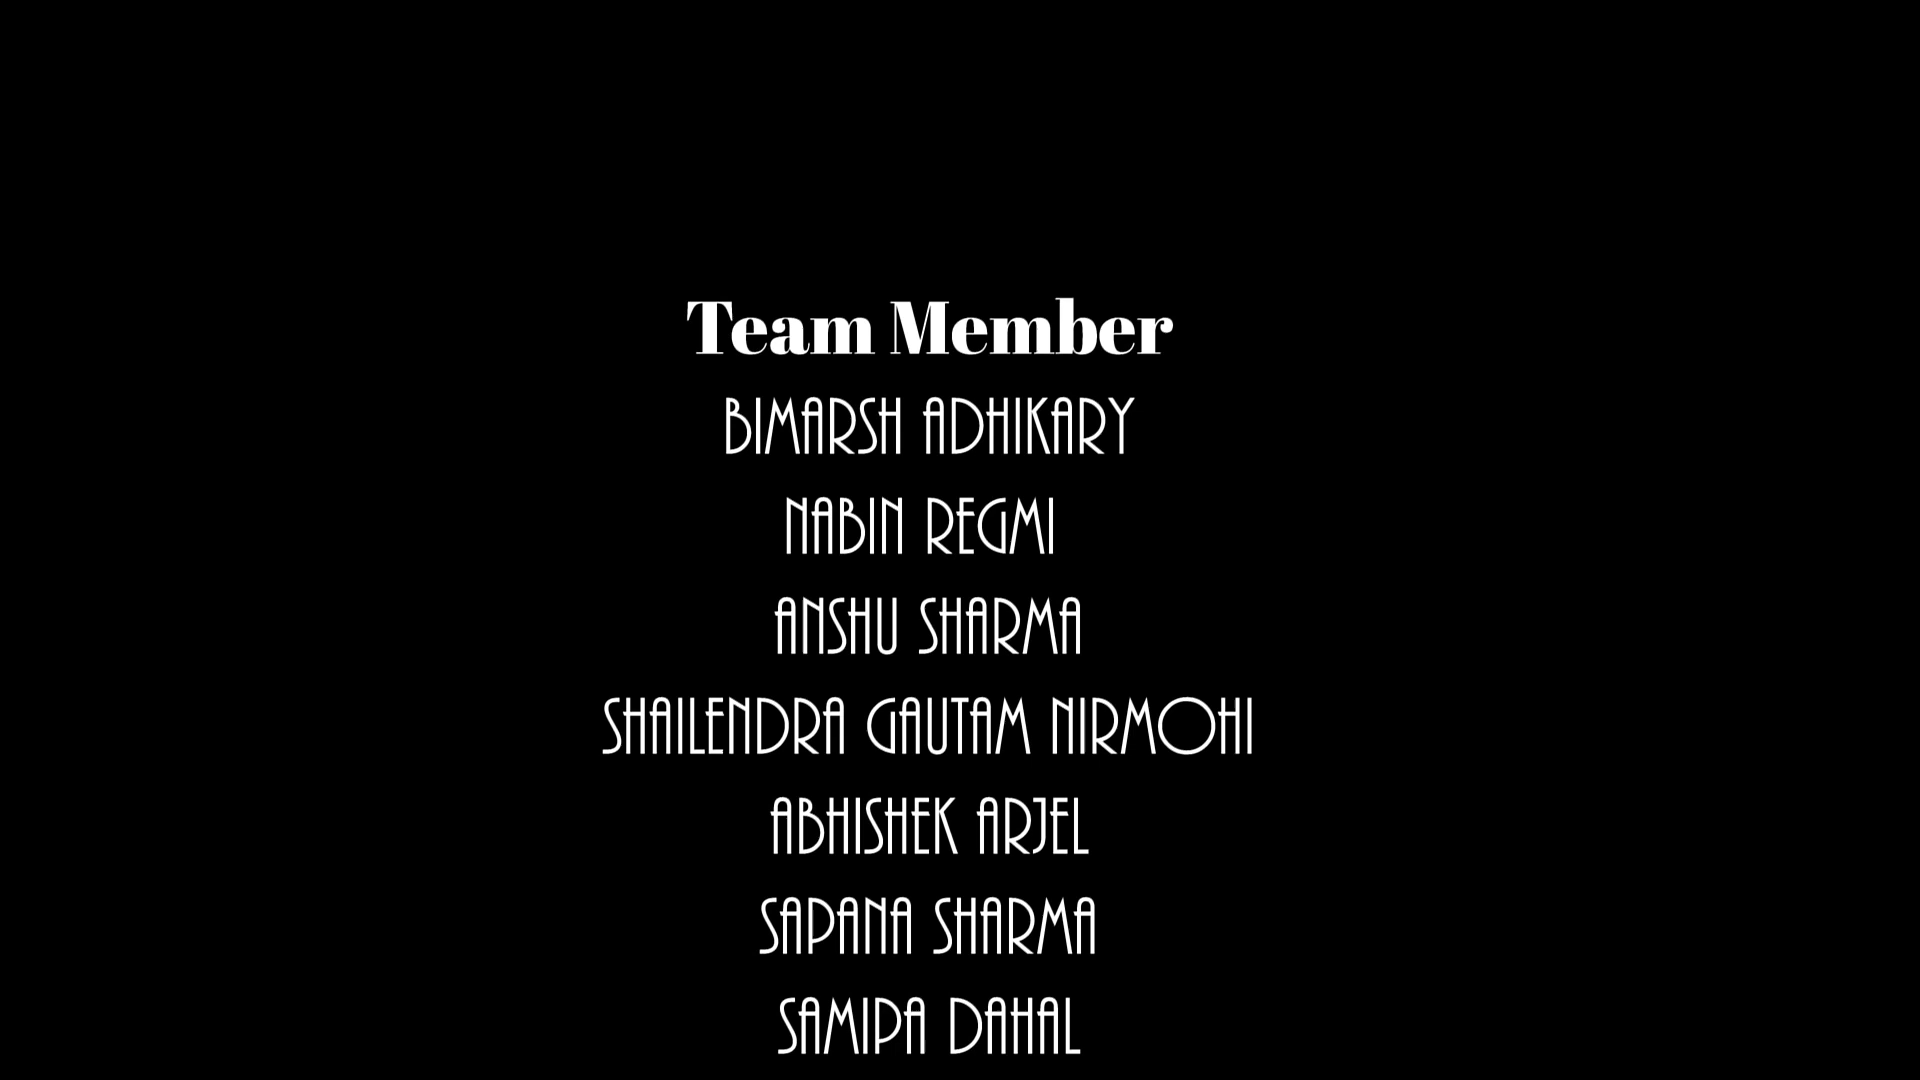 Team Member
BIMARSH ADHIKARY
NABIN REGMI
ANSHU SHARMA
SHAILENDRA GAUTAM NIRMOHI
ABHISHEK ARJEL
SAPANA SHARMA
SAMIPA DAHAL